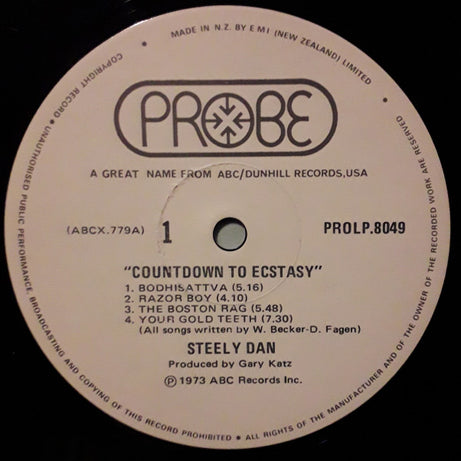 MADE IN N.Z. BY EMI (NEW ZEALAND) LIMITED
PROBE
A GREAT NAME FROM ABC/DUNHILL RECORDS,USA
(ABCX.779A) 1 PROLP.8049
"COUNTDOWN TO ECSTASY"
1. BODHISATTVA (5.16)
2. RAZOR BOY (4.10)
3. THE BOSTON RAG (5.48)
4. YOUR GOLD TEETH (7.30)
(All songs written by W. Becker-D. Fagen)
STEELY DAN
Produced by Gary Katz
Ⓟ 1973 ABC Records Inc.
COPYRIGHT RECORD • UNAUTHORISED PUBLIC PERFORMANCE, BROADCASTING AND COPYING OF THIS RECORD PROHIBITED • ALL RIGHTS OF THE MANUFACTURER AND OF THE OWNER OF THE RECORDED WORK ARE RESERVED